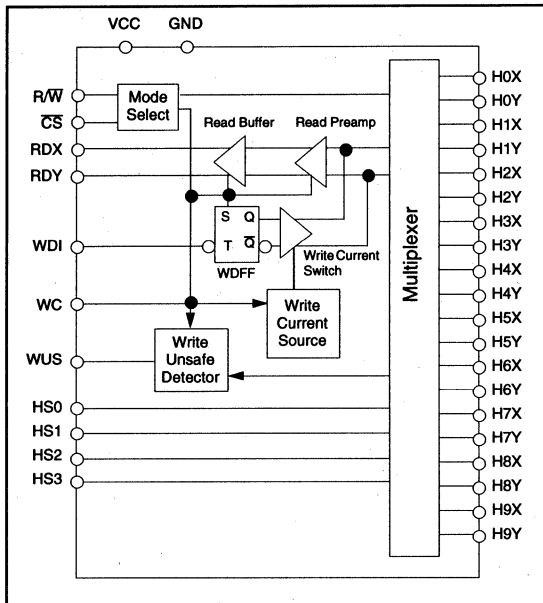 VCC GND
R/W̅
C̅S̅
RDX
RDY
WDI
WC
WUS
HS0
HS1
HS2
HS3
Mode
Select
Read Buffer
Read Preamp
S Q
T Q̅
WDFF
Write Current
Switch
Write
Current
Source
Write
Unsafe
Detector
Multiplexer
H0X
H0Y
H1X
H1Y
H2X
H2Y
H3X
H3Y
H4X
H4Y
H5X
H5Y
H6X
H6Y
H7X
H7Y
H8X
H8Y
H9X
H9Y